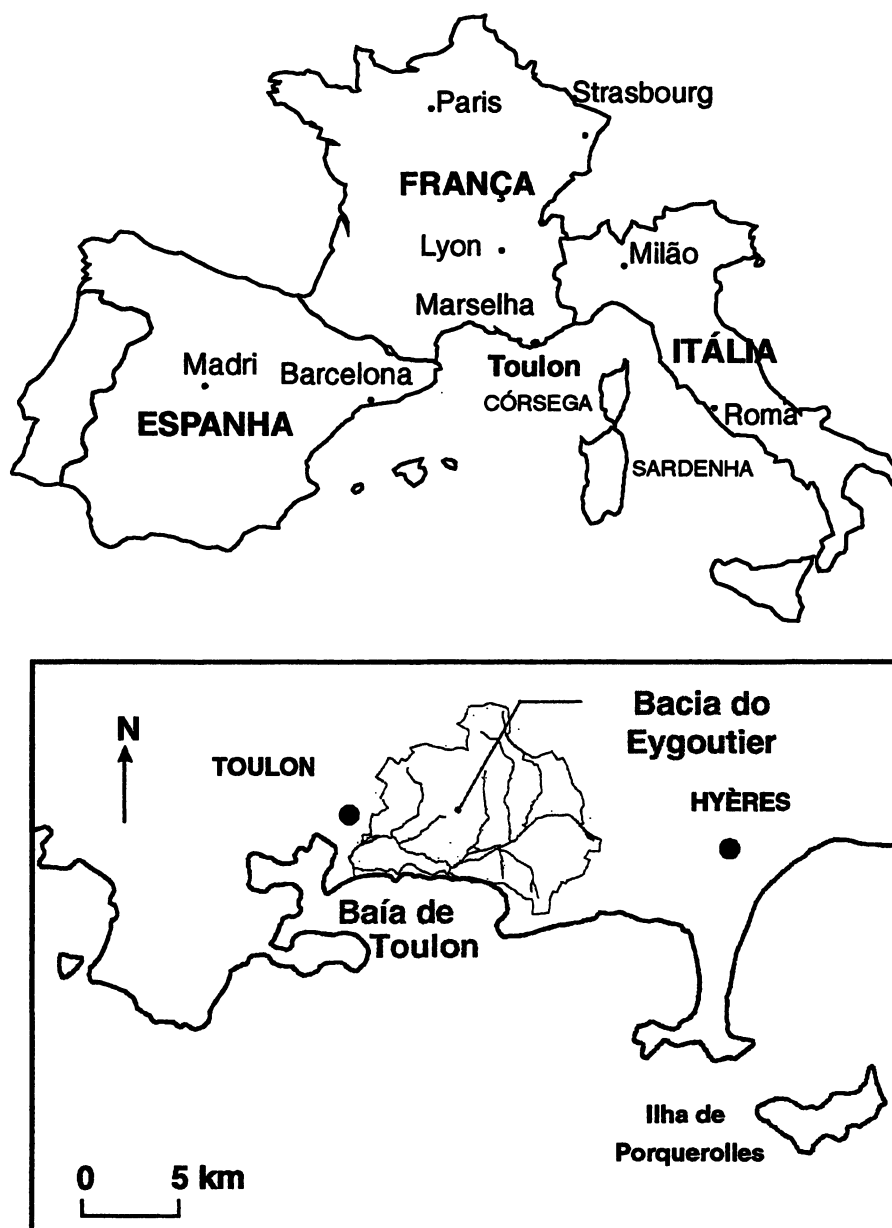 Paris
Strasbourg
FRANÇA
Lyon
Milão
Marselha
Toulon
ITÁLIA
Madri
Barcelona
CÓRSEGA
Roma
ESPANHA
SARDENHA
Bacia do
Eygoutier
N
TOULON
HYÈRES
Baía de
Toulon
Ilha de
Porquerolles
0 5 km